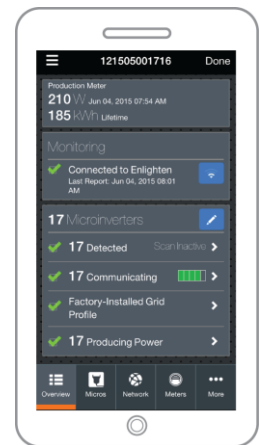 121505001716 Done
Production Meter
210 W Jun 04, 2015 07:54 AM
185 kWh Lifetime
Monitoring
Connected to Enlighten
Last Report: Jun 04, 2015 08:01
AM
17 Microinverters
17 Detected Scan Inactive
17 Communicating
Factory-Installed Grid
Profile
17 Producing Power
Overview Micros Network Meters More